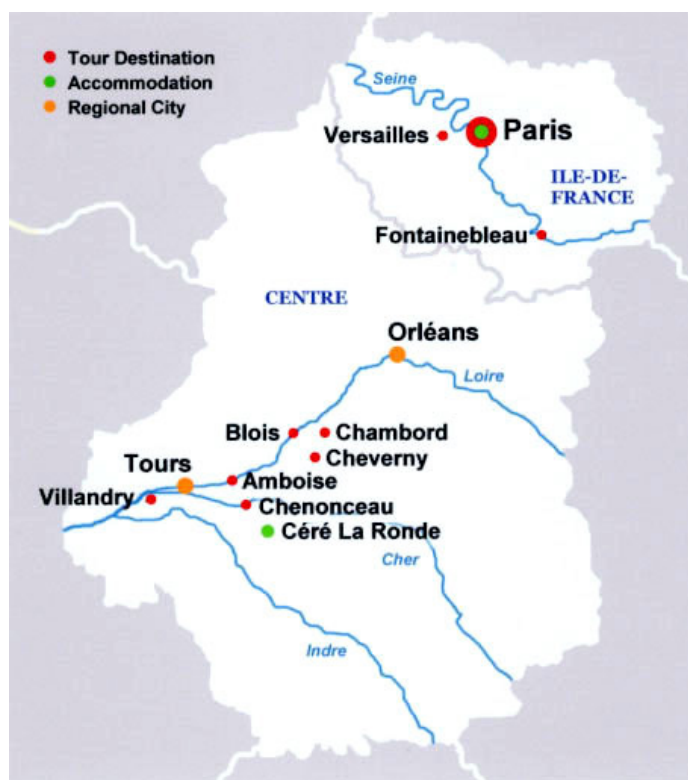 Tour Destination
Accommodation
Regional City
Seine
Versailles
Paris
ILE-DE-
FRANCE
Fontainebleau
CENTRE
Orléans
Loire
Blois
Chambord
Cheverny
Tours
Amboise
Villandry
Chenonceau
Céré La Ronde
Cher
Indre